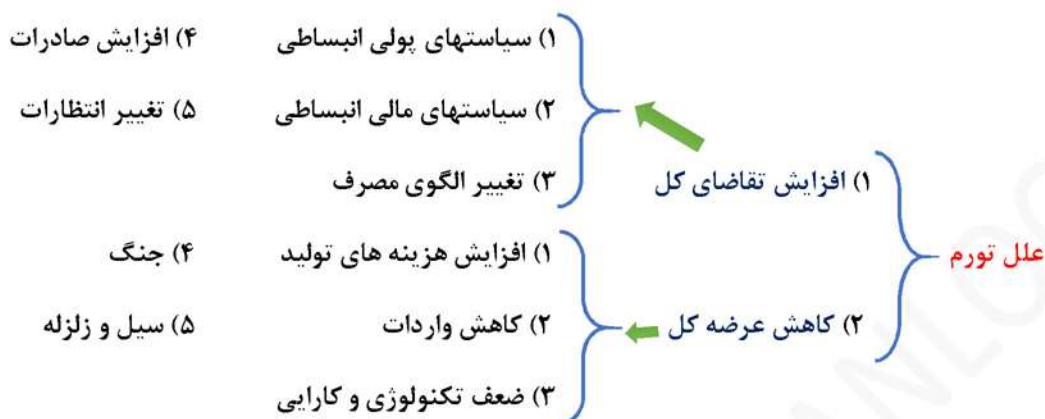 علل تورم
۱) افزایش تقاضای کل
۱) سیاستهای پولی انبساطی
۲) سیاستهای مالی انبساطی
۳) تغییر الگوی مصرف
۴) افزایش صادرات
۵) تغییر انتظارات
۲) کاهش عرضه کل
۱) افزایش هزینه های تولید
۲) کاهش واردات
۳) ضعف تکنولوژی و کارایی
۴) جنگ
۵) سیل و زلزله